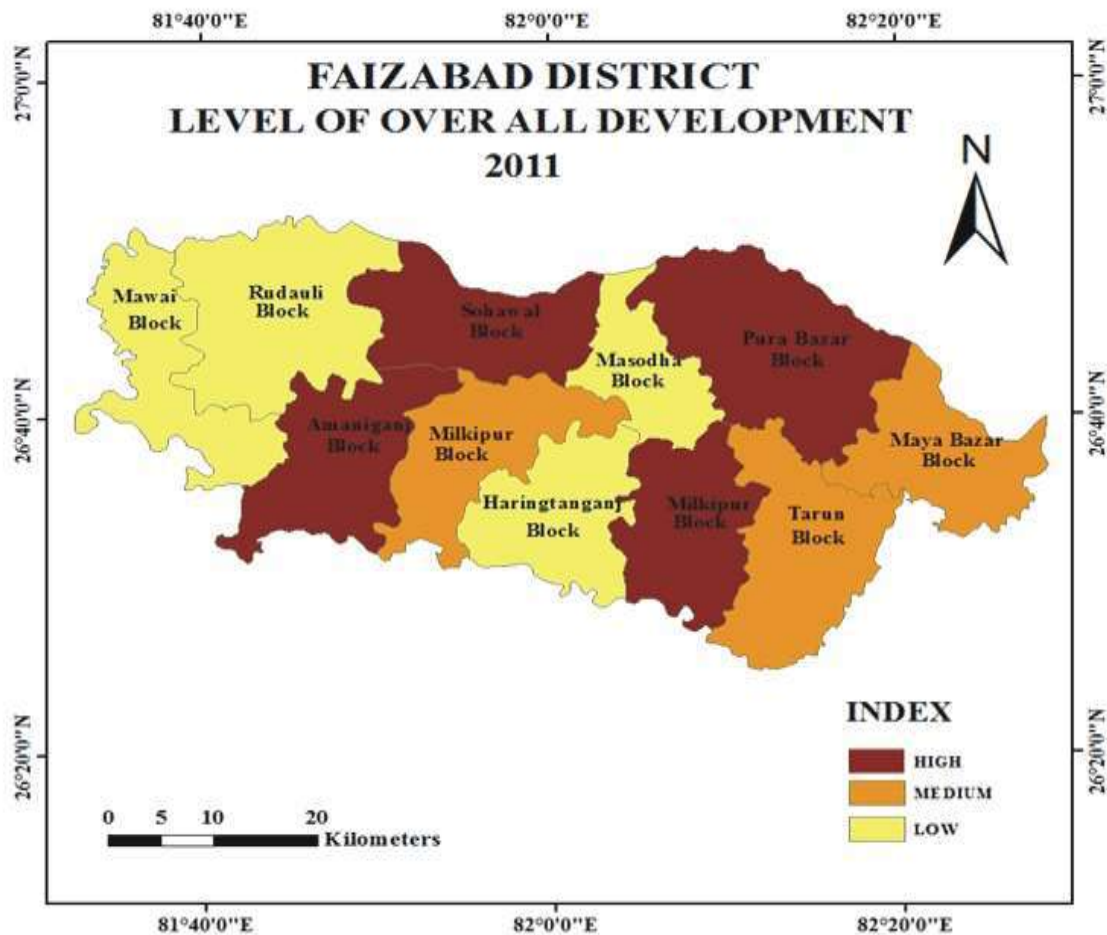 81°40'0"E 82°0'0"E 82°20'0"E
27°0'0"N
27°0'0"N
FAIZABAD DISTRICT
LEVEL OF OVER ALL DEVELOPMENT
2011
N
Mawai
Block
Rudauli
Block
Sohawal
Block
Masodha
Block
Pura Bazar
Block
26°40'0"N
26°40'0"N
Amaniganj
Block
Milkipur
Block
Maya Bazar
Block
Haringtanganj
Block
Milkipur
Block
Tarun
Block
INDEX
HIGH
MEDIUM
LOW
26°20'0"N
26°20'0"N
0 5 10 20
Kilometers
81°40'0"E 82°0'0"E 82°20'0"E